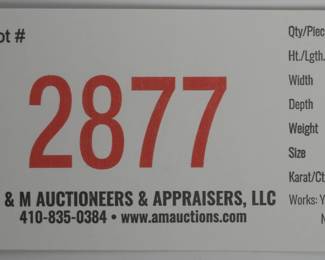 ot #
2877
& M AUCTIONEERS & APPRAISERS, LLC
410-835-0384 • www.amauctions.com
Qty/Piec
Ht./Lgth.
Width
Depth
Weight
Size
Karat/Ct.
Works: Y
N